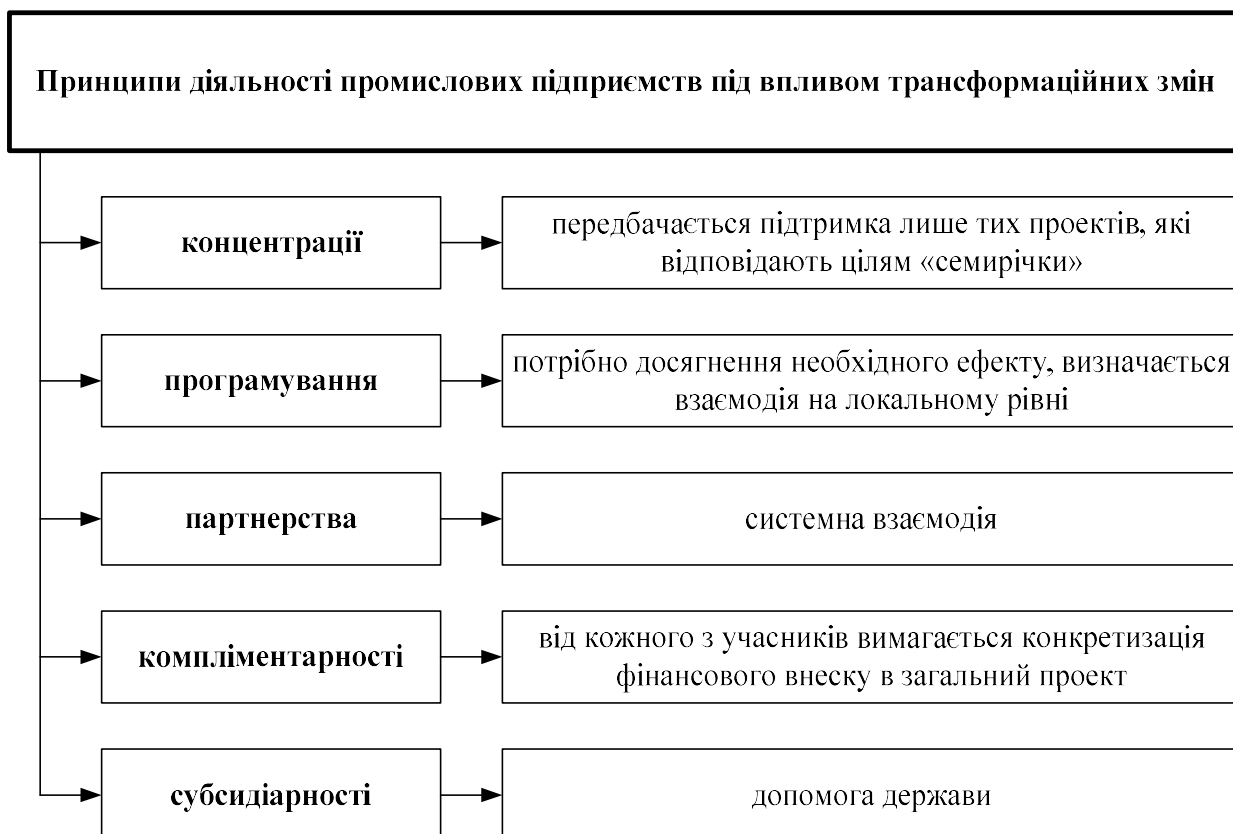 Принципи діяльності промислових підприємств під впливом трансформаційних змін
концентрації
передбачається підтримка лише тих проектів, які
відповідають цілям «семирічки»
програмування
потрібно досягнення необхідного ефекту, визначається
взаємодія на локальному рівні
партнерства
системна взаємодія
компліментарності
від кожного з учасників вимагається конкретизація
фінансового внеску в загальний проект
субсидіарності
допомога держави